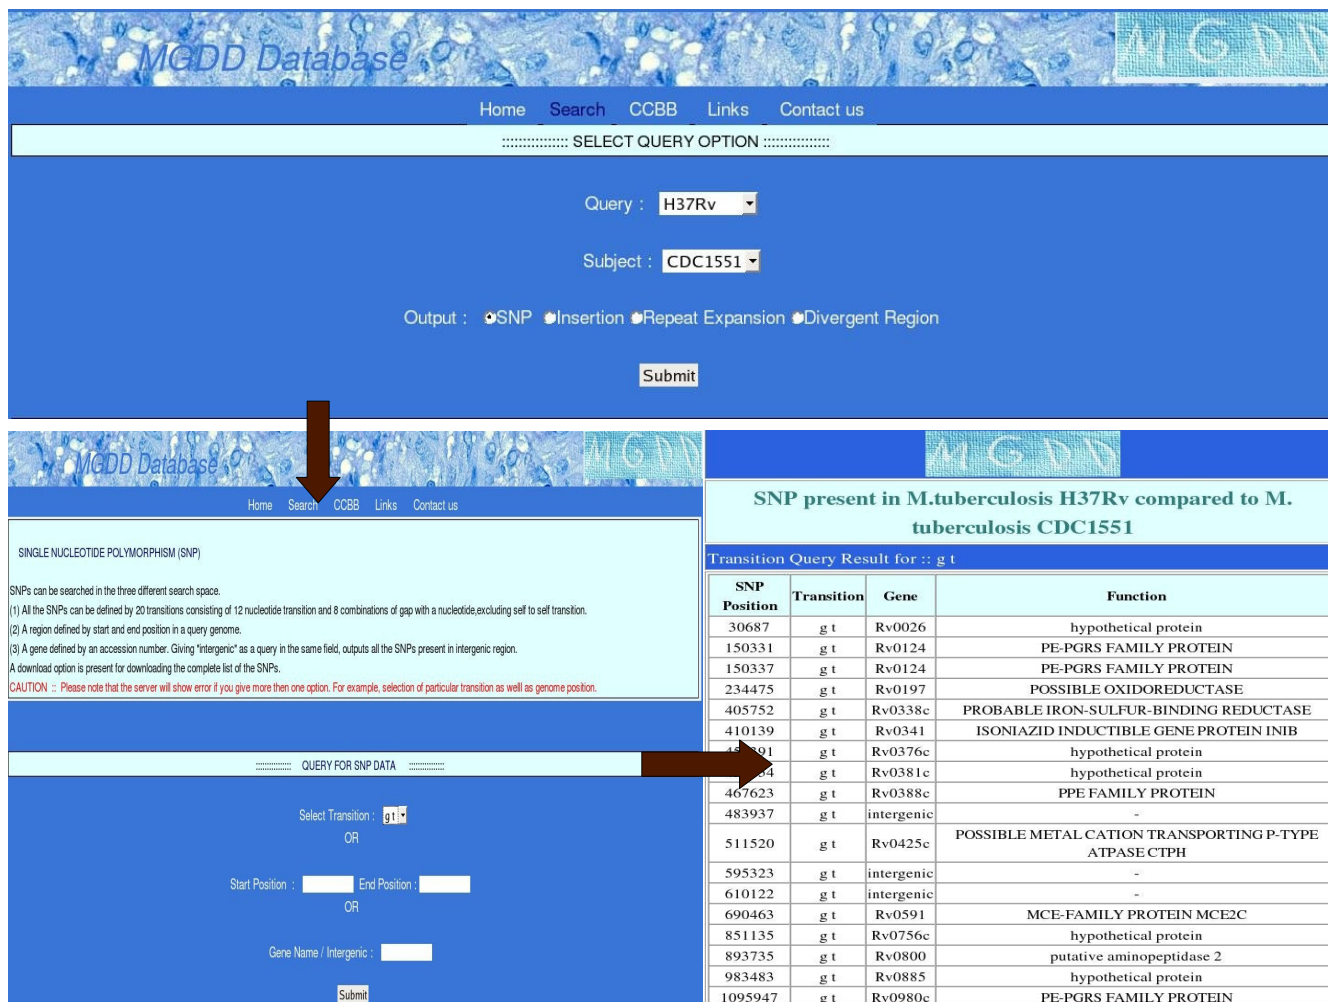 MGDD Database
MGDD
Home Search CCBB Links Contact us
:::::::::::::::: SELECT QUERY OPTION ::::::::::::::::
Query : H37Rv
Subject : CDC1551
Output : SNP Insertion Repeat Expansion Divergent Region
Submit
MGDD Database
MGDD
Home Search CCBB Links Contact us
SINGLE NUCLEOTIDE POLYMORPHISM (SNP)
SNPs can be searched in the three different search space.
(1) All the SNPs can be defined by 20 transitions consisting of 12 nucleotide transition and 8 combinations of gap with a nucleotide,excluding self to self transition.
(2) A region defined by start and end position in a query genome.
(3) A gene defined by an accession number. Giving "intergenic" as a query in the same field, outputs all the SNPs present in intergenic region.
A download option is present for downloading the complete list of the SNPs.
CAUTION :: Please note that the server will show error if you give more then one option. For example, selection of particular transition as welll as genome position.
:::::::::::::::: QUERY FOR SNP DATA ::::::::::::::::
Select Transition : g t
OR
Start Position : End Position :
OR
Gene Name / Intergenic :
Submit
MGDD
SNP present in M.tuberculosis H37Rv compared to M.
tuberculosis CDC1551
Transition Query Result for :: g t
SNP Position Transition Gene Function
30687 g t Rv0026 hypothetical protein
150331 g t Rv0124 PE-PGRS FAMILY PROTEIN
150337 g t Rv0124 PE-PGRS FAMILY PROTEIN
234475 g t Rv0197 POSSIBLE OXIDOREDUCTASE
405752 g t Rv0338c PROBABLE IRON-SULFUR-BINDING REDUCTASE
410139 g t Rv0341 ISONIAZID INDUCTIBLE GENE PROTEIN INIB
g t Rv0376c hypothetical protein
g t Rv0381c hypothetical protein
467623 g t Rv0388c PPE FAMILY PROTEIN
483937 g t intergenic -
511520 g t Rv0425c POSSIBLE METAL CATION TRANSPORTING P-TYPE
ATPASE CTPH
595323 g t intergenic -
610122 g t intergenic -
690463 g t Rv0591 MCE-FAMILY PROTEIN MCE2C
851135 g t Rv0756c hypothetical protein
893735 g t Rv0800 putative aminopeptidase 2
983483 g t Rv0885 hypothetical protein
1095947 g t Rv0980c PE-PGRS FAMILY PROTEIN